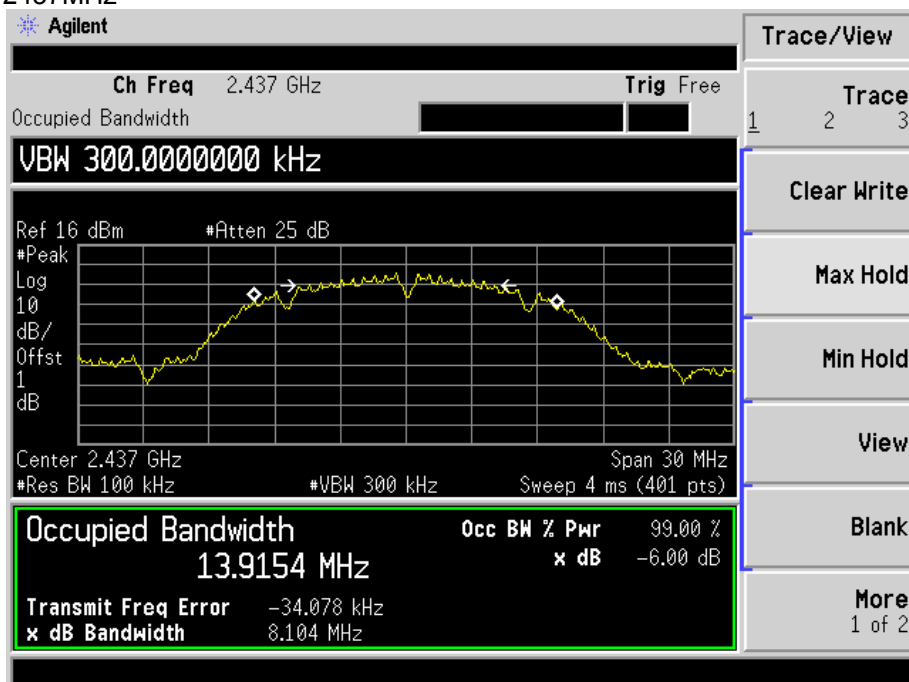 Agilent
Trace/View
Ch Freq 2.437 GHz Trig Free
Occupied Bandwidth
VBW 300.0000000 kHz
Ref 16 dBm #Atten 25 dB
#Peak
Log
10
dB/
Offst
1
dB
Center 2.437 GHz Span 30 MHz
#Res BW 100 kHz #VBW 300 kHz Sweep 4 ms (401 pts)
Occupied Bandwidth
13.9154 MHz
Occ BW % Pwr 99.00 %
x dB -6.00 dB
Transmit Freq Error -34.078 kHz
x dB Bandwidth 8.104 MHz
Trace
1 2 3
Clear Write
Max Hold
Min Hold
View
Blank
More
1 of 2